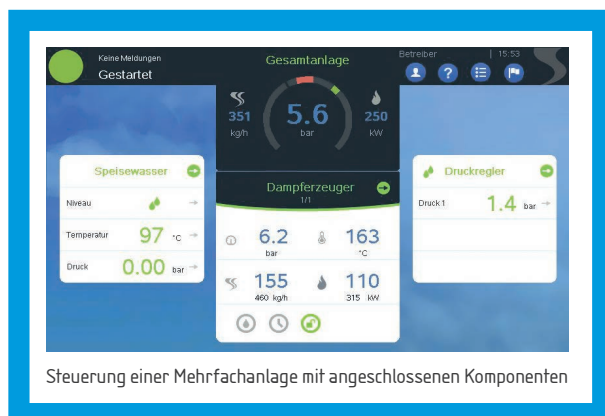 Keine Meldungen
Gestartet
Gesamtanlage
Betreiber | 15:53
351
kg/h
5.6
bar
250
kW
Speisewasser
Niveau
Temperatur 97 °C
Druck 0.00 bar
Dampferzeuger
1/1
6.2
bar
163
°C
155
460 kg/h
110
315 kW
Druckregler
Druck 1 1.4 bar
Steuerung einer Mehrfachanlage mit angeschlossenen Komponenten